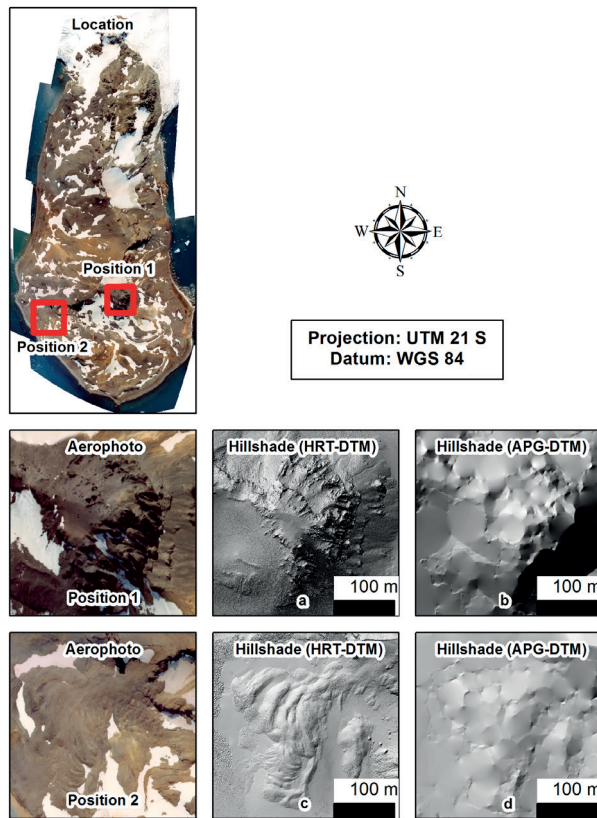 Location
Position 1
Position 2
N
W E
S
Projection: UTM 21 S
Datum: WGS 84
Aerophoto
Position 1
Hillshade (HRT-DTM)
100 m
a
Hillshade (APG-DTM)
100 m
b
Aerophoto
Position 2
Hillshade (HRT-DTM)
100 m
c
Hillshade (APG-DTM)
100 m
d